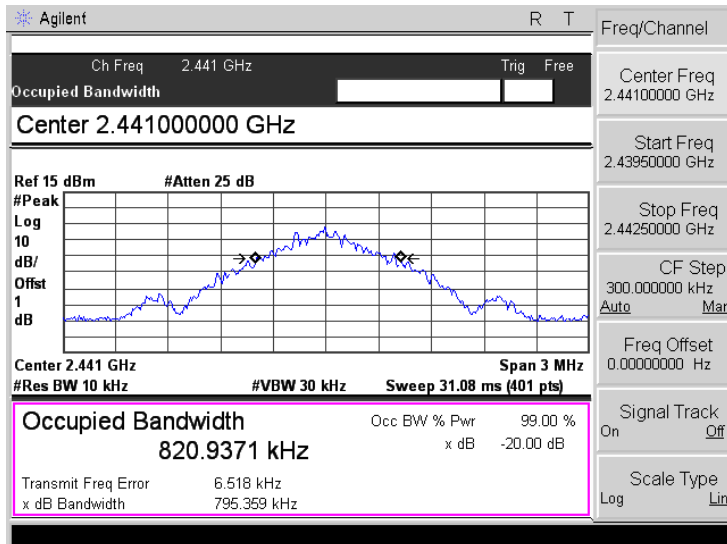 Agilent R T
Ch Freq 2.441 GHz Trig Free
Occupied Bandwidth
Center 2.441000000 GHz
Ref 15 dBm #Atten 25 dB
#Peak
Log
10
dB/
Offst
1
dB
Center 2.441 GHz Span 3 MHz
#Res BW 10 kHz #VBW 30 kHz Sweep 31.08 ms (401 pts)
Occupied Bandwidth Occ BW % Pwr 99.00 %
820.9371 kHz x dB -20.00 dB
Transmit Freq Error 6.518 kHz
x dB Bandwidth 795.359 kHz
Freq/Channel
Center Freq
2.44100000 GHz
Start Freq
2.43950000 GHz
Stop Freq
2.44250000 GHz
CF Step
300.000000 kHz
Auto Man
Freq Offset
0.00000000 Hz
Signal Track
On Off
Scale Type
Log Lin